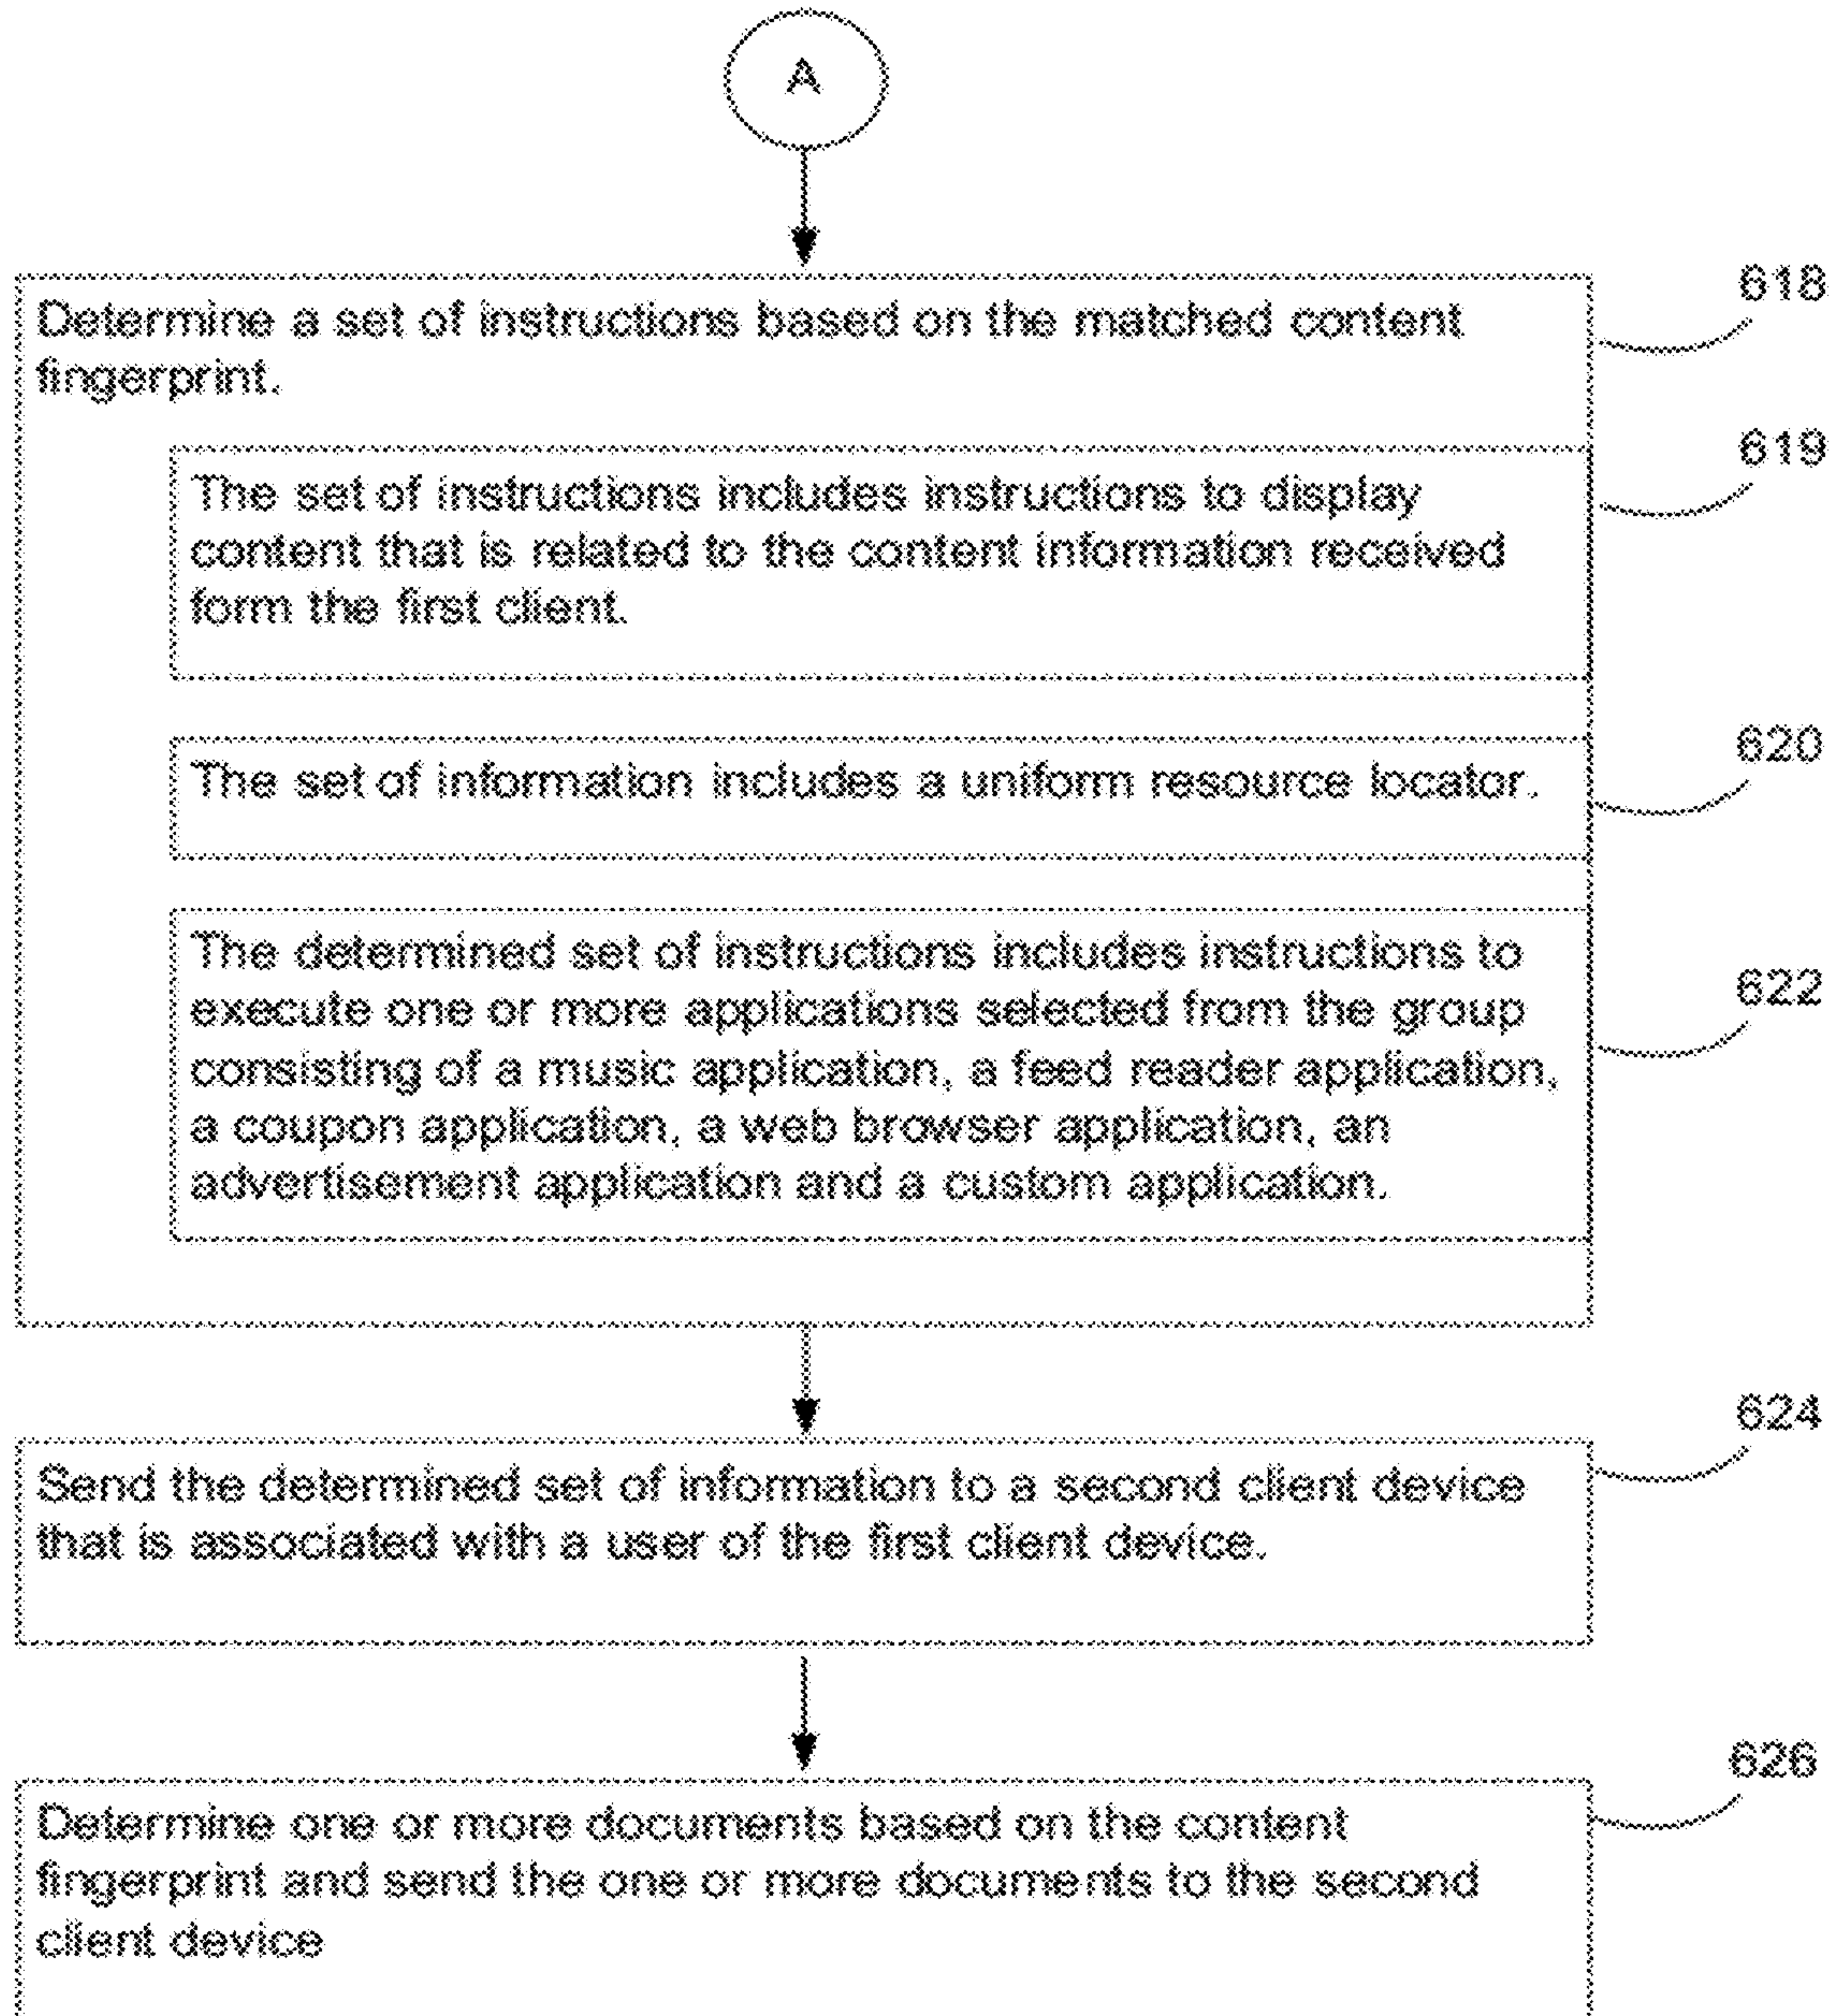 A
618
Determine a set of instructions based on the matched content
fingerprint.
619
The set of instructions includes instructions to display
content that is related to the content information received
form the first client.
620
The set of information includes a uniform resource locator.
The determined set of instructions includes instructions to
execute one or more applications selected from the group
622
consisting of a music application, a feed reader application,
a coupon application, a web browser application, an
advertisement application and a custom application.
624
Send the determined set of information to a second client device
that is associated with a user of the first client device.
626
Determine one or more documents based on the content
fingerprint and send the one or more documents to the second
client device